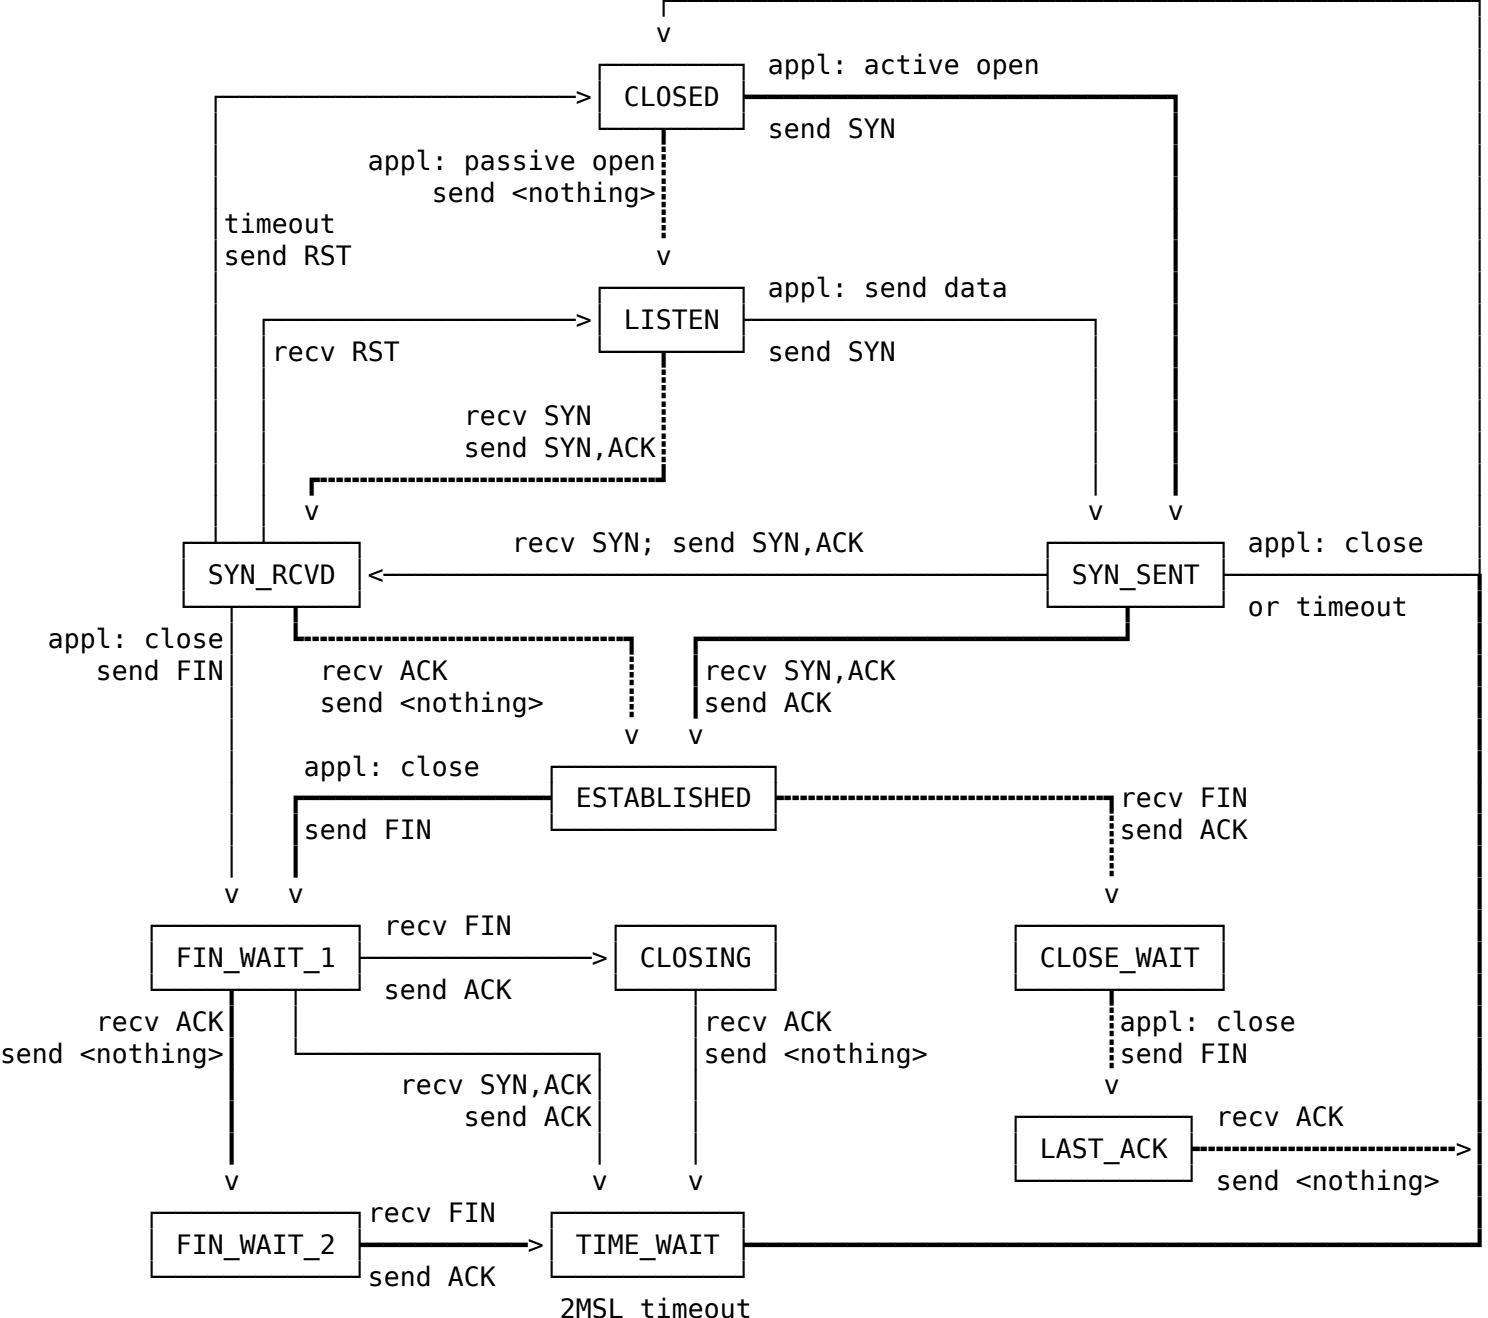 appl: active open
CLOSED
send SYN
appl: passive open
send <nothing>
timeout
send RST
appl: send data
LISTEN
recv RST
send SYN
recv SYN
send SYN,ACK
recv SYN; send SYN,ACK
appl: close
SYN_RCVD
SYN_SENT
or timeout
appl: close
send FIN
recv ACK
send <nothing>
recv SYN,ACK
send ACK
appl: close
ESTABLISHED
send FIN
recv FIN
send ACK
recv FIN
FIN_WAIT_1
CLOSING
CLOSE_WAIT
send ACK
recv ACK
send <nothing>
recv ACK
send <nothing>
appl: close
send FIN
recv SYN,ACK
send ACK
recv ACK
LAST_ACK
send <nothing>
recv FIN
FIN_WAIT_2
TIME_WAIT
send ACK
2MSL timeout